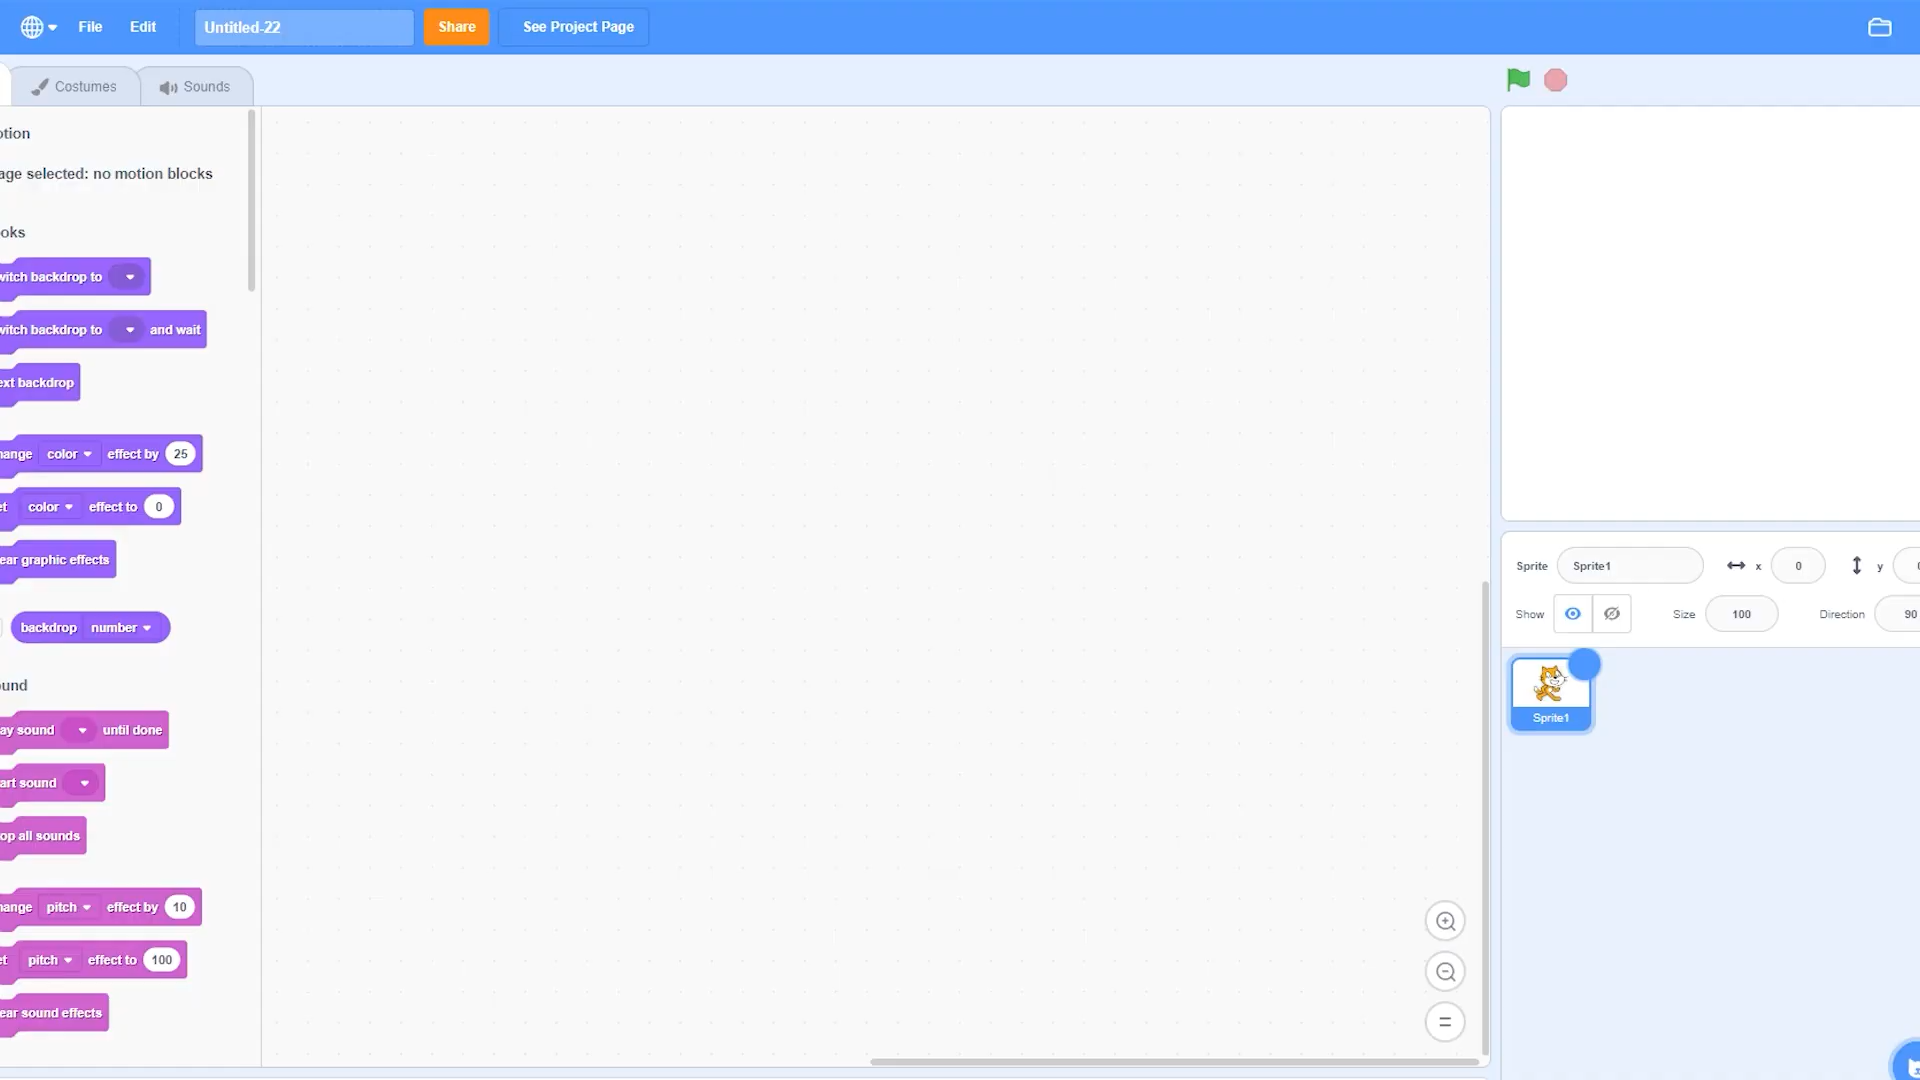 File Edit Untitled-22 Share See Project Page
Costumes Sounds
otion
age selected: no motion blocks
oks
witch backdrop to
witch backdrop to and wait
ext backdrop
hange color effect by 25
et color effect to 0
ear graphic effects
backdrop number
ound
ay sound until done
art sound
op all sounds
hange pitch effect by 10
et pitch effect to 100
ear sound effects
Sprite Sprite1 x 0 y
Show Size 100 Direction 90
Sprite1